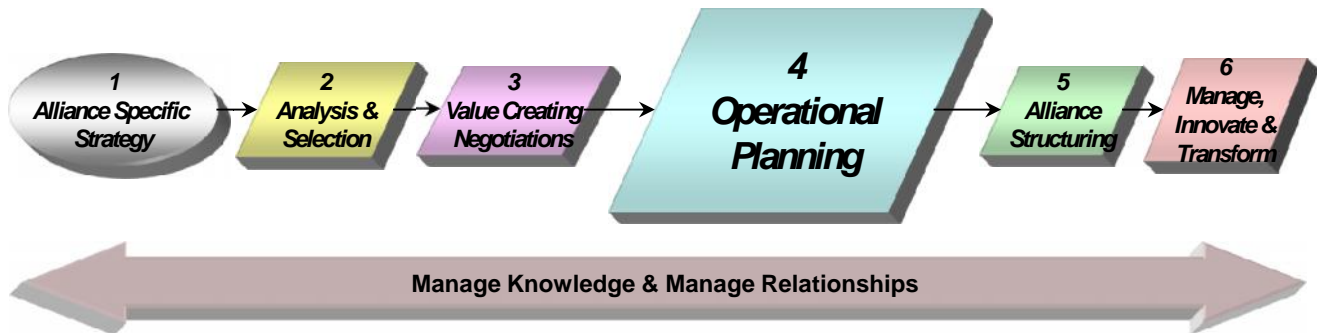 1
Alliance Specific
Strategy
2
Analysis &
Selection
3
Value Creating
Negotiations
4
Operational
Planning
5
Alliance
Structuring
6
Manage,
Innovate &
Transform
Manage Knowledge & Manage Relationships